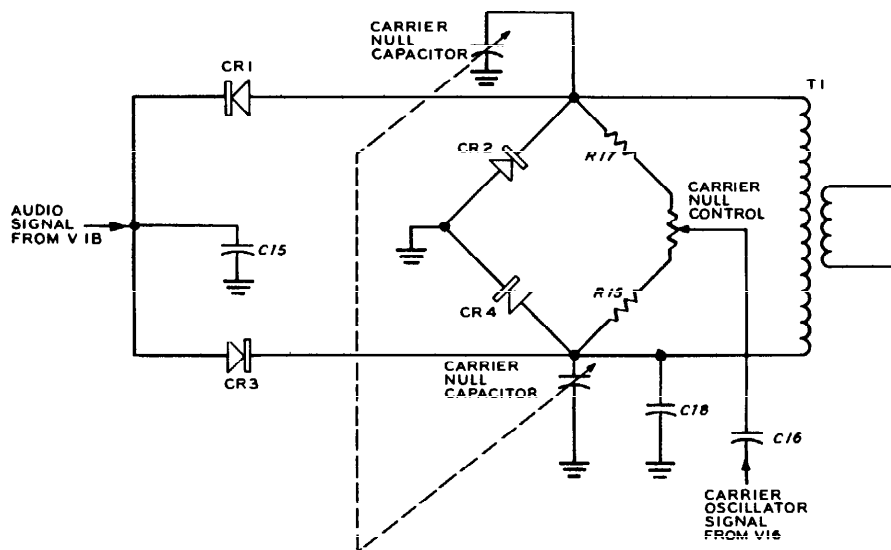 CARRIER
NULL
CAPACITOR
CR1
T1
CR2
R17
CARRIER
NULL
CONTROL
AUDIO
SIGNAL
FROM V1B
C15
R15
CR4
CR3
CARRIER
NULL
CAPACITOR
C18
C16
CARRIER
OSCILLATOR
SIGNAL
FROM V16